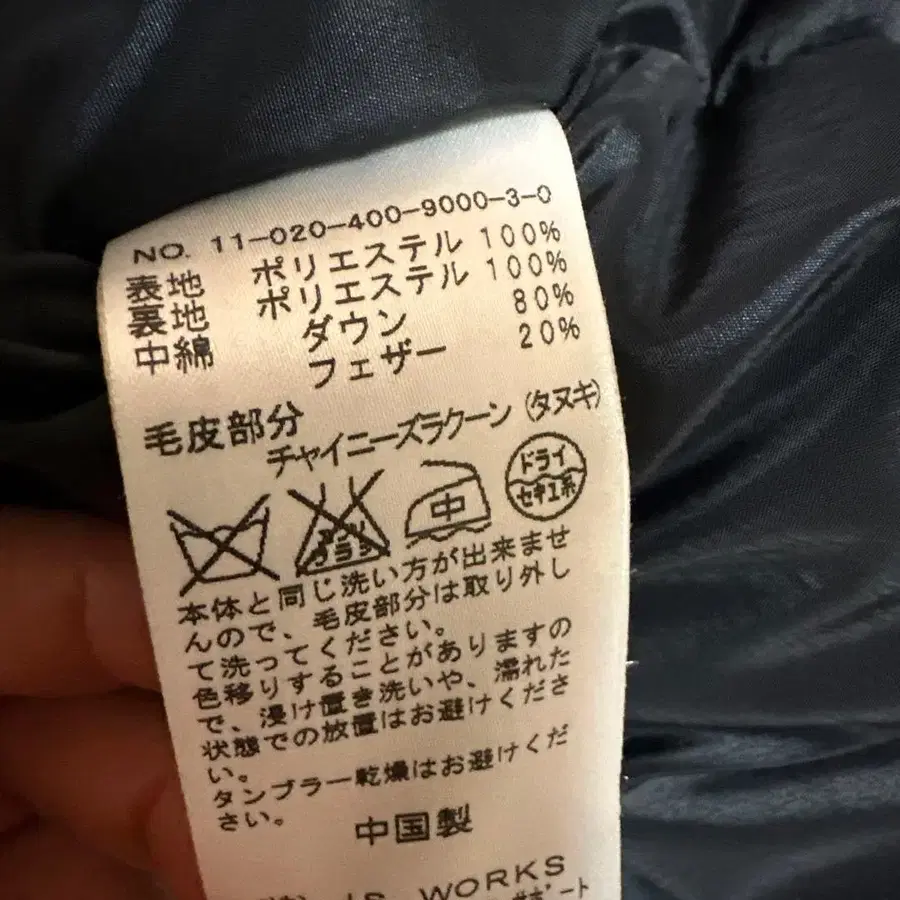 NO. 11-020-400-9000-3-0
表地 ポリエステル 100%
裏地 ポリエステル 100%
中綿 ダウン 80%
フェザー 20%
毛皮部分
チャイニーズラクーン(タヌキ)
エンソ
サラシ
中
ドライ
セキユ系
本体と同じ洗い方が出来ませ
んので、毛皮部分は取り外し
て洗ってください。
色移りすることがありますの
で、浸け置き洗いや、濡れた
状態での放置はお避けくださ
い。
タンブラー乾燥はお避けくだ
さい。
中国製
WORKS